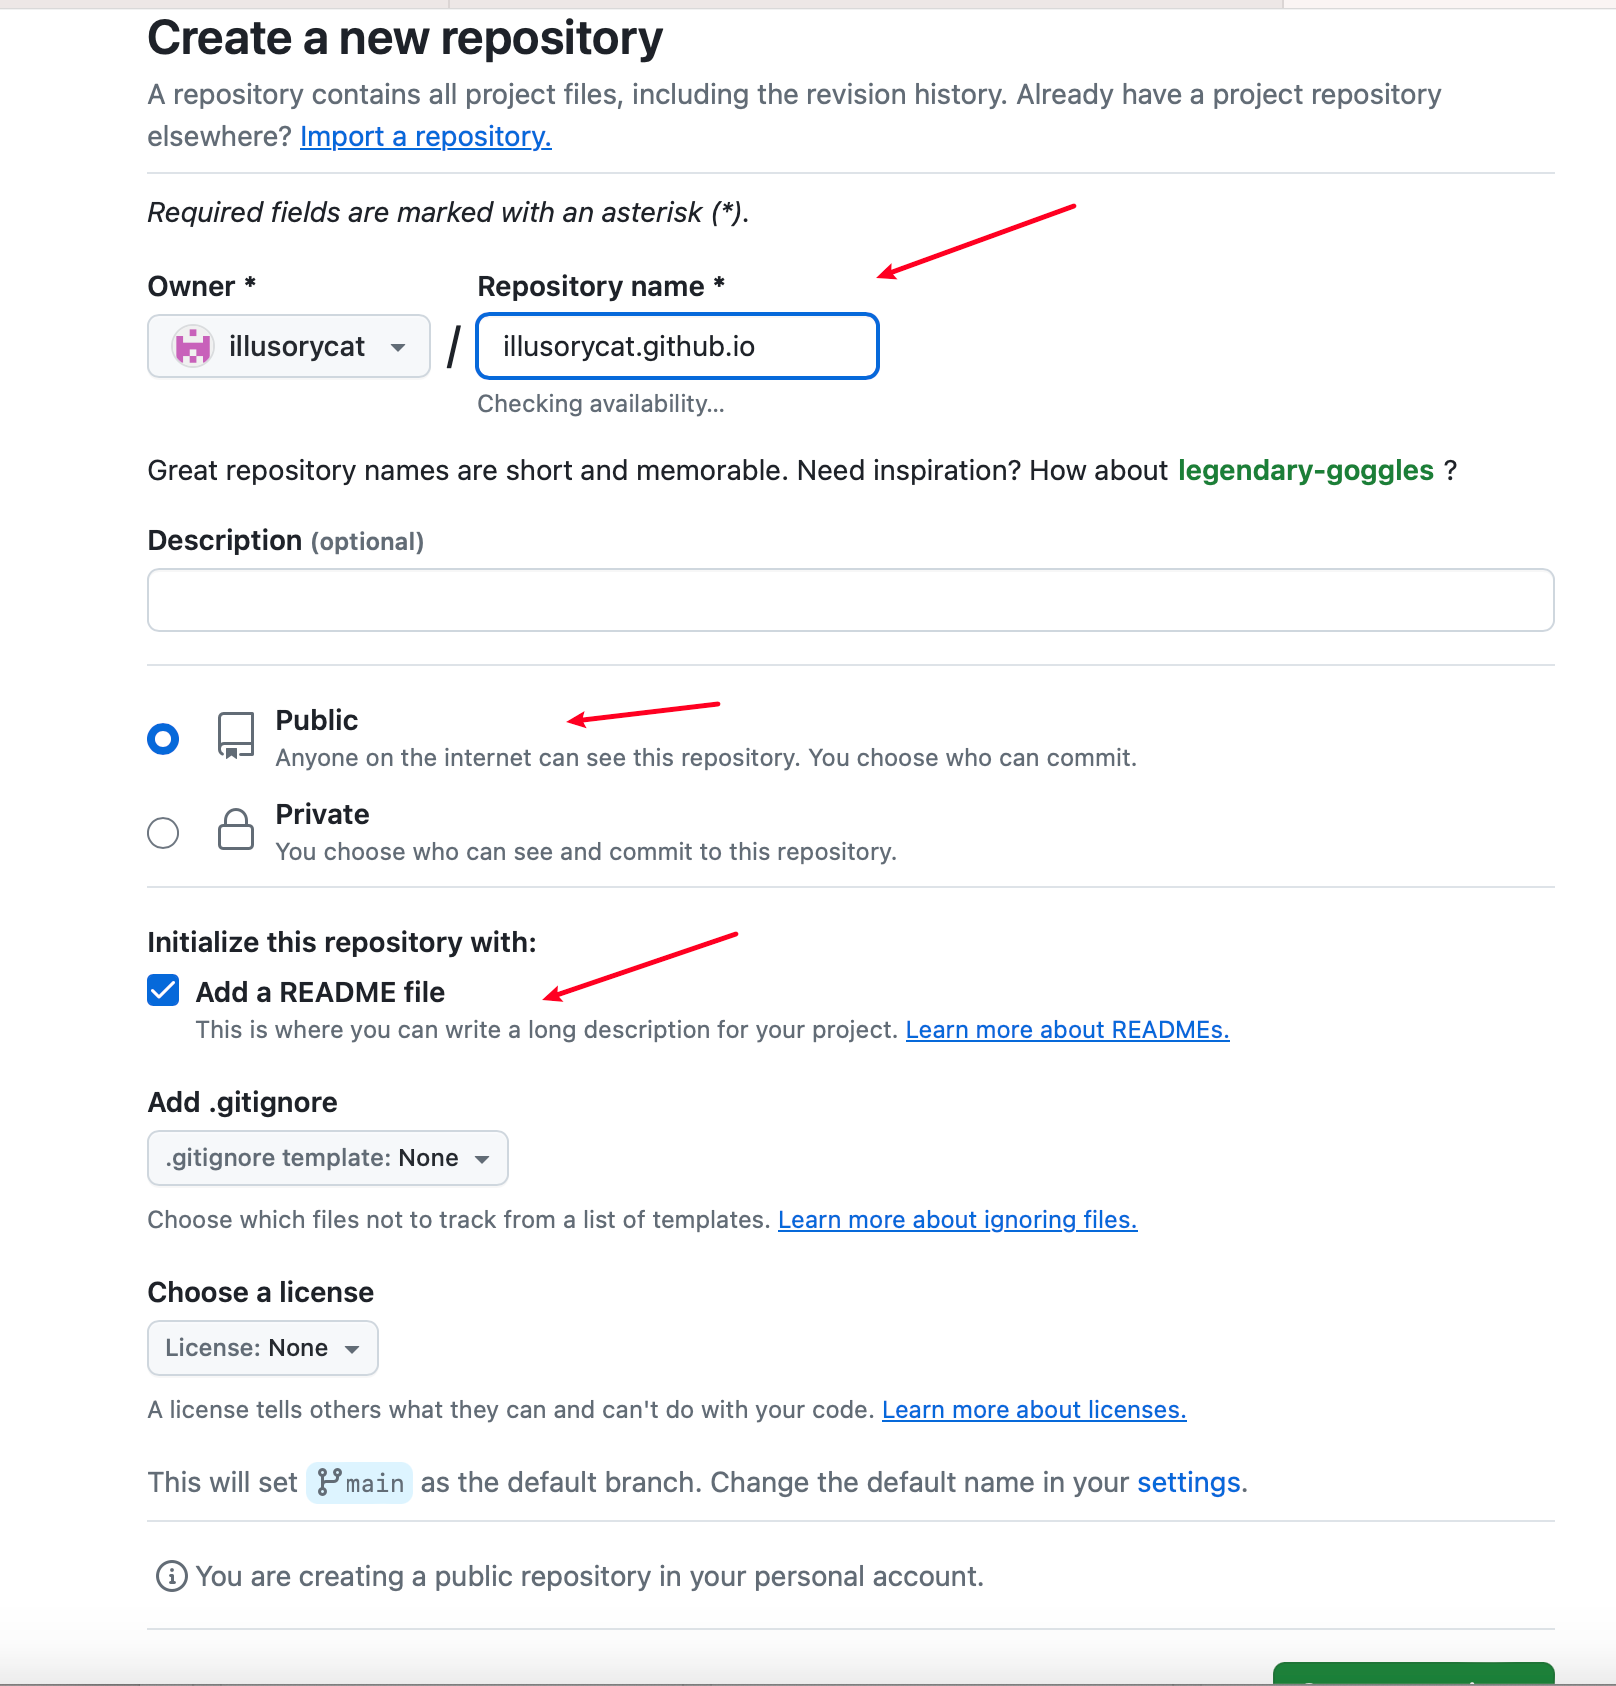 Create a new repository
A repository contains all project files, including the revision history. Already have a project repository
elsewhere? Import a repository.
Required fields are marked with an asterisk (*).
Owner * Repository name *
illusorycat / illusorycat.github.io
Checking availability...
Great repository names are short and memorable. Need inspiration? How about legendary-goggles ?
Description (optional)
Public
Anyone on the internet can see this repository. You choose who can commit.
Private
You choose who can see and commit to this repository.
Initialize this repository with:
Add a README file
This is where you can write a long description for your project. Learn more about READMEs.
Add .gitignore
.gitignore template: None
Choose which files not to track from a list of templates. Learn more about ignoring files.
Choose a license
License: None
A license tells others what they can and can't do with your code. Learn more about licenses.
This will set main as the default branch. Change the default name in your settings.
You are creating a public repository in your personal account.